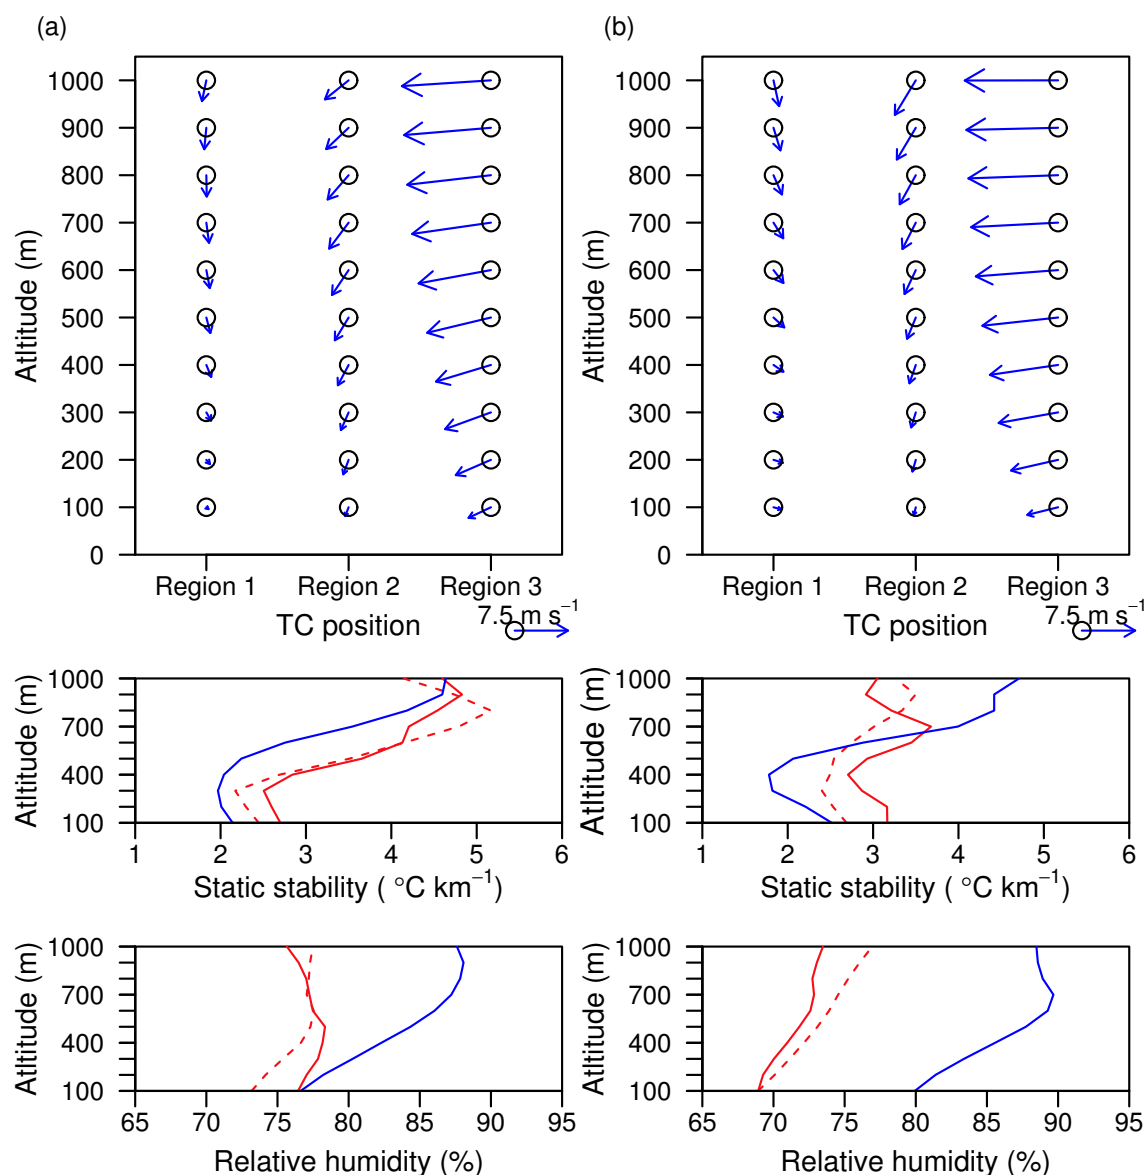 (a)
1000
900
800
700
600
500
400
300
200
100
0
Atltitude (m)
Region 1 Region 2 Region 3
TC position
7.5 m s⁻¹
(b)
1000
900
800
700
600
500
400
300
200
100
0
Atltitude (m)
Region 1 Region 2 Region 3
TC position
7.5 m s⁻¹
1000
700
400
100
Atltitude (m)
1 2 3 4 5 6
Static stability ( °C km⁻¹)
1000
700
400
100
Atltitude (m)
1 2 3 4 5 6
Static stability ( °C km⁻¹)
1000
700
400
100
Atltitude (m)
65 70 75 80 85 90 95
Relative humidity (%)
1000
700
400
100
Atltitude (m)
65 70 75 80 85 90 95
Relative humidity (%)